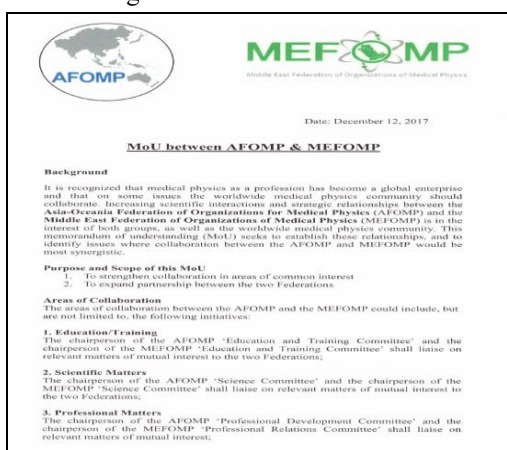 AFOMP
MEFOMP
Middle East Federation of Organizations of Medical Physics
Date: December 12, 2017
MoU between AFOMP & MEFOMP
Background
It is recognized that medical physics as a profession has become a global enterprise
and that on some issues the worldwide medical physics community should
collaborate. Increasing scientific interactions and strategic relationships between the
Asia-Oceania Federation of Organizations for Medical Physics (AFOMP) and the
Middle East Federation of Organizations of Medical Physics (MEFOMP) is in the
interest of both groups, as well as the worldwide medical physics community. This
memorandum of understanding (MoU) seeks to establish these relationships, and to
identify issues where collaboration between the AFOMP and MEFOMP would be
most synergistic.
Purpose and Scope of this MoU
1. To strengthen collaboration in areas of common interest
2. To expand partnership between the two Federations
Areas of Collaboration
The areas of collaboration between the AFOMP and the MEFOMP could include, but
are not limited to, the following initiatives:
1. Education/Training
The chairperson of the AFOMP 'Education and Training Committee' and the
chairperson of the MEFOMP 'Education and Training Committee' shall liaise on
relevant matters of mutual interest to the two Federations;
2. Scientific Matters
The chairperson of the AFOMP 'Science Committee' and the chairperson of the
MEFOMP 'Science Committee' shall liaise on relevant matters of mutual interest to
the two Federations;
3. Professional Matters
The chairperson of the AFOMP 'Professional Development Committee' and the
chairperson of the MEFOMP 'Professional Relations Committee' shall liaise on
relevant matters of mutual interest;